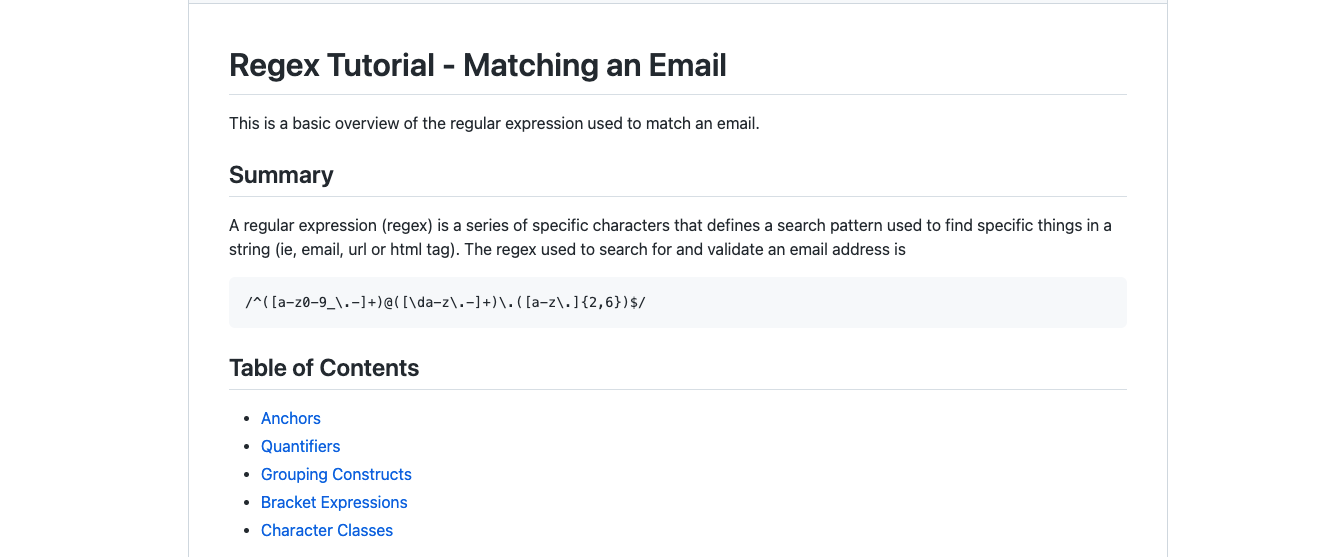 Regex Tutorial - Matching an Email
This is a basic overview of the regular expression used to match an email.
Summary
A regular expression (regex) is a series of specific characters that defines a search pattern used to find specific things in a
string (ie, email, url or html tag). The regex used to search for and validate an email address is
/^([a-z0-9_\.-]+)@([\da-z\.-]+)\.([a-z\.]{2,6})$/
Table of Contents
• Anchors
• Quantifiers
• Grouping Constructs
• Bracket Expressions
• Character Classes